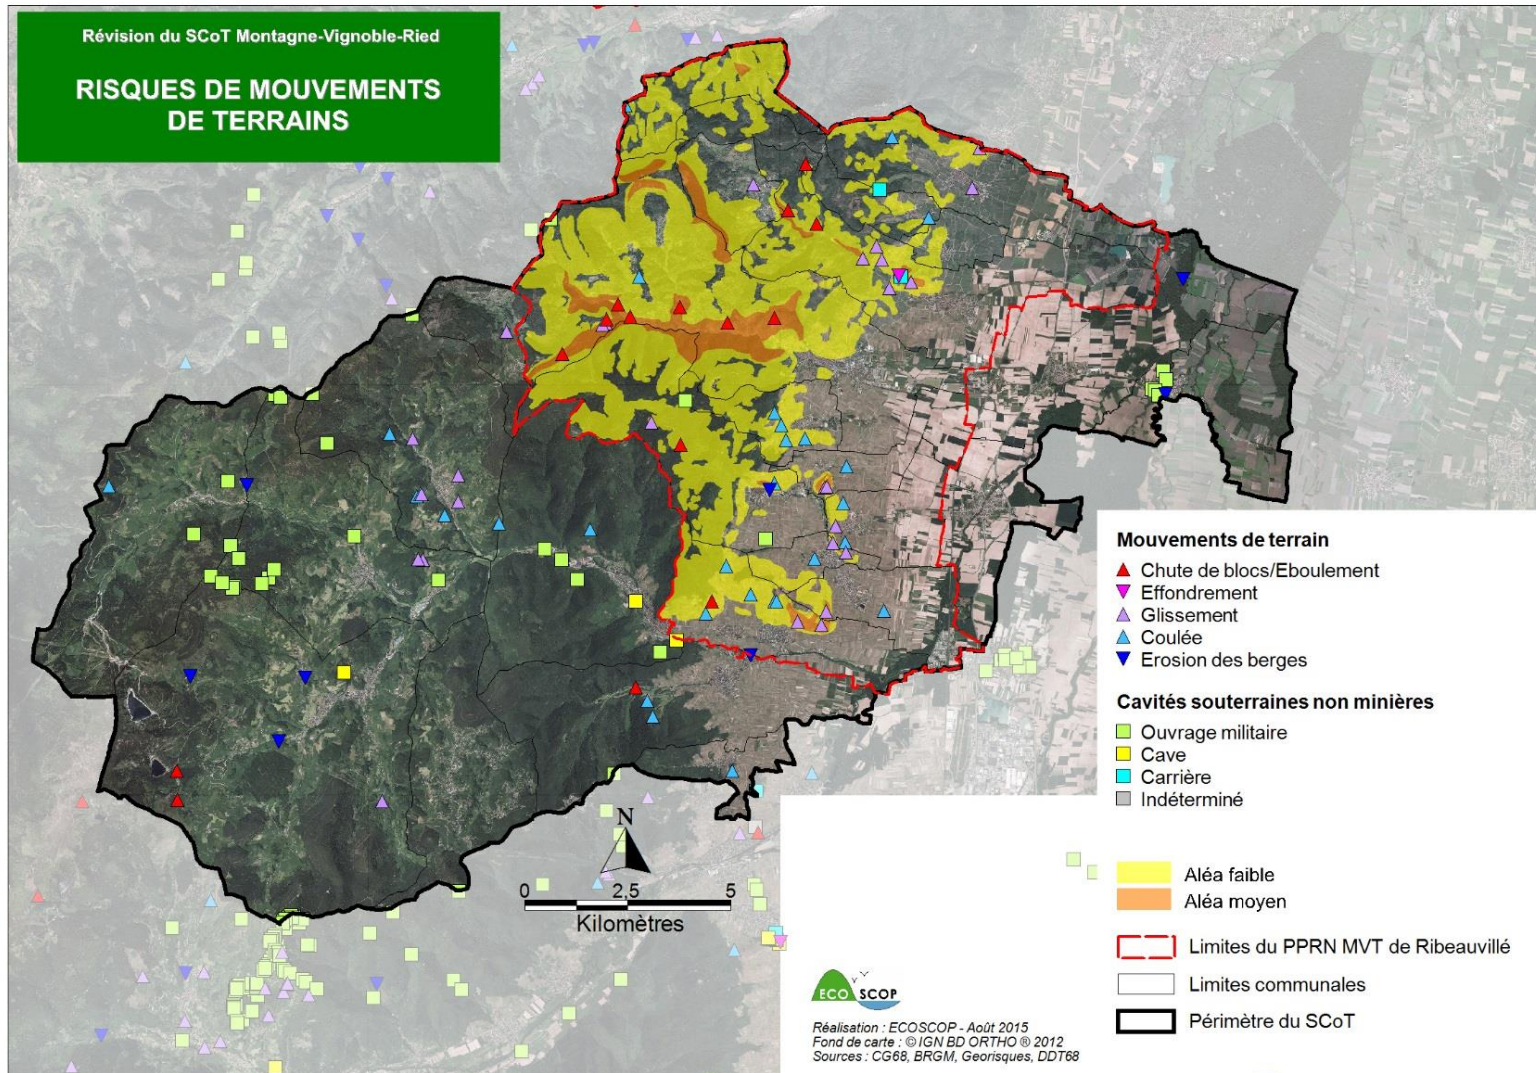 Révision du SCoT Montagne-Vignoble-Ried
RISQUES DE MOUVEMENTS
DE TERRAINS
Mouvements de terrain
Chute de blocs/Eboulement
Effondrement
Glissement
Coulée
Erosion des berges
Cavités souterraines non minières
Ouvrage militaire
Cave
Carrière
Indéterminé
Aléa faible
Aléa moyen
Limites du PPRN MVT de Ribeauvillé
Limites communales
Périmètre du SCoT
N
0 2,5 5
Kilomètres
ECO SCOP
Réalisation : ECOSCOP - Août 2015
Fond de carte : © IGN BD ORTHO ® 2012
Sources : CG68, BRGM, Georisques, DDT68